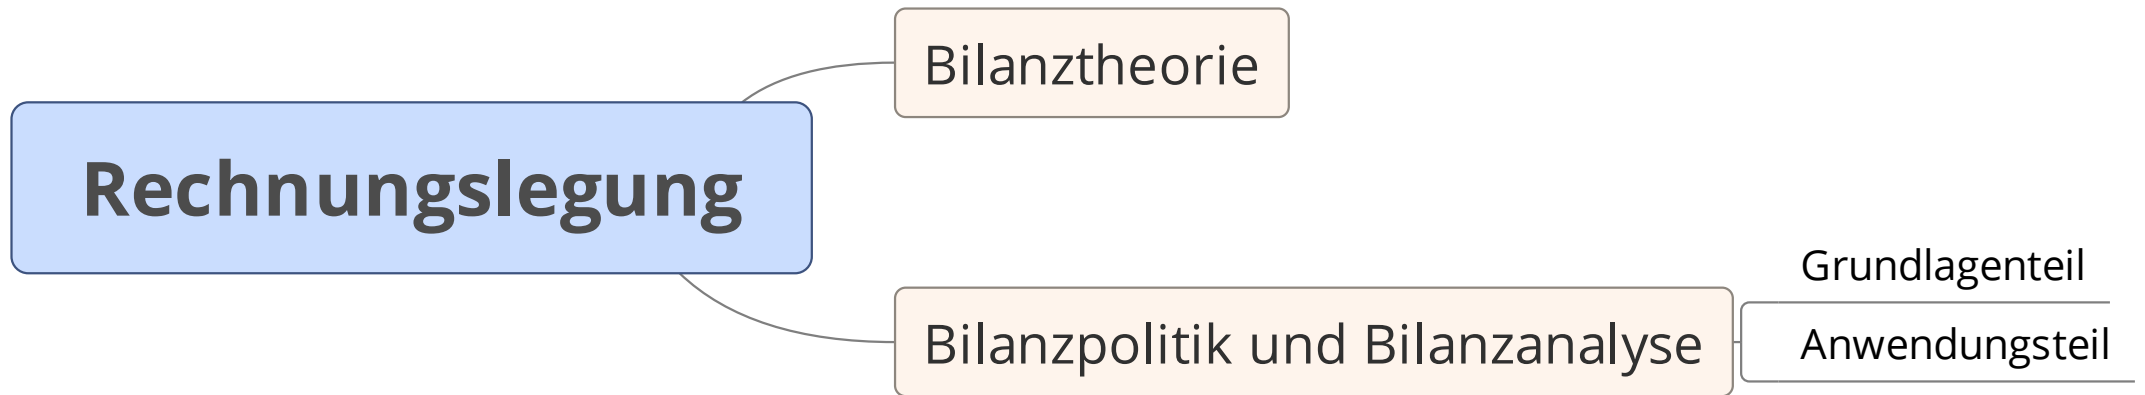 Rechnungslegung
Bilanztheorie
Bilanzpolitik und Bilanzanalyse
Grundlagenteil
Anwendungsteil